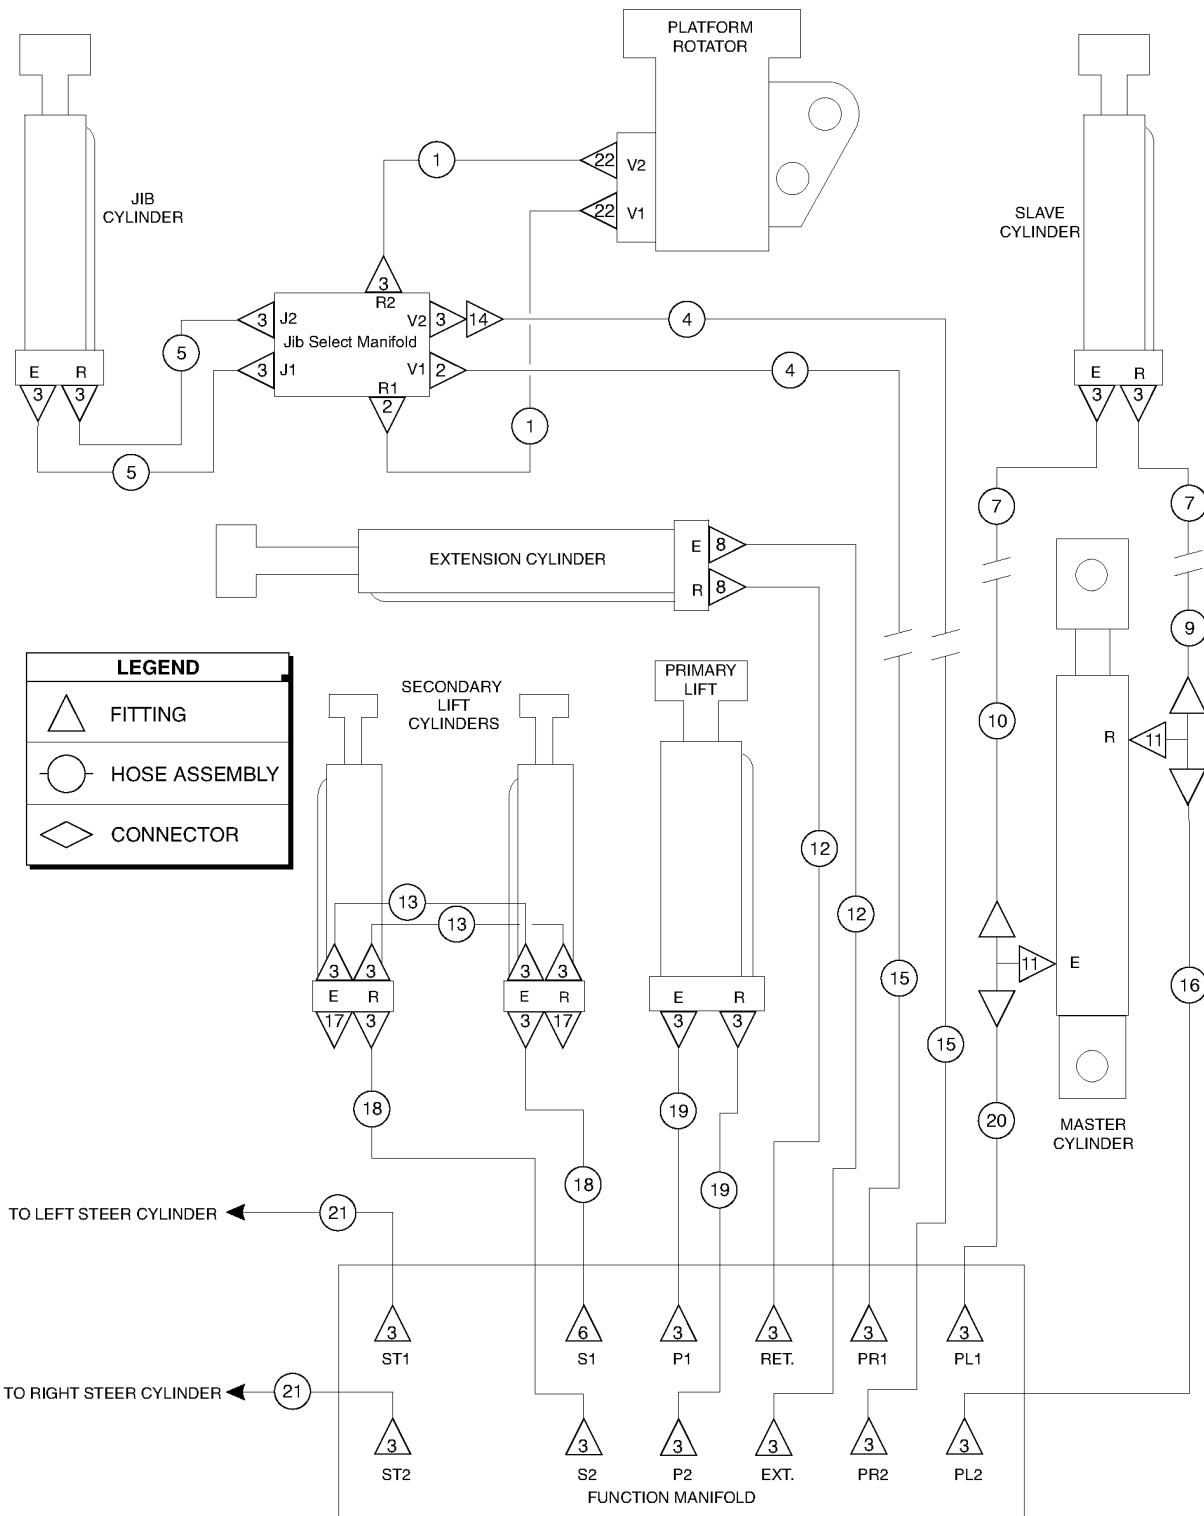 PLATFORM
ROTATOR
JIB
CYLINDER
SLAVE
CYLINDER
1
22 V2
22 V1
3
R2
3 J2
V2 3 14
4
Jib Select Manifold
5
3 J1
V1 2
4
R1
2
1
E R
3 3
5
E R
3 3
7
7
EXTENSION CYLINDER
E 8
R 8
9
LEGEND
FITTING
HOSE ASSEMBLY
CONNECTOR
SECONDARY
LIFT
CYLINDERS
PRIMARY
LIFT
10
R 11
12
12
13
13
3 3
3 3
E R
E R
E R
17 3
3 17
3 3
11 E
15
15
16
18
19
20
MASTER
CYLINDER
18
19
TO LEFT STEER CYLINDER
21
3
6
3
3
3
3
ST1
S1
P1
RET.
PR1
PL1
TO RIGHT STEER CYLINDER
21
3
3
3
3
3
3
ST2
S2
P2
EXT.
PR2
PL2
FUNCTION MANIFOLD